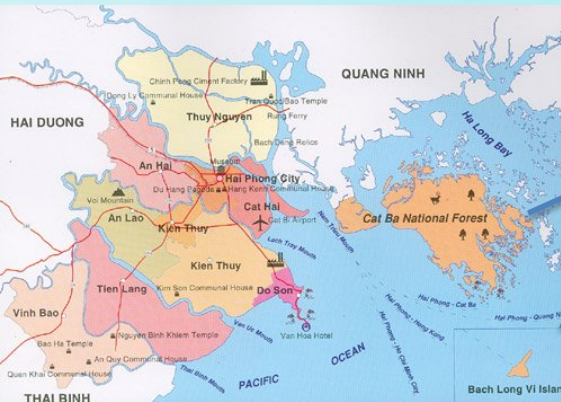 QUANG NINH
Chinh Pong Ciment Factory
Dong Ly Communal House
Tran Quoc Bao Temple
Rung Ferry
HAI DUONG
Thuy Nguyen
Ha Long Bay
Bach Dang Relics
An Hai
Museum
Hai Phong City
Du Hang Pagoda
Hang Kenh Communal House
Voi Mountain
Cat Hai
An Lao
Cat Bi Airport
Nam Trieu Mouth
Cat Ba National Forest
Kien Thuy
Lach Tray Mouth
Kien Thuy
Kim Son Communal House
Do Son
Tien Lang
Hai Phong - Cat Ba
Hai Phong - Hong Kong
Hai Phong - Quang N
Hai Phong - Ho Chi Minh City
Vinh Bao
Van Uc Mouth
Van Hoa Hotel
Nguyen Binh Khiem Temple
Bao Ha Temple
An Quy Communal House
Quan Khai Communal House
Thai Binh Mouth
PACIFIC
OCEAN
THAI BINH
Bach Long Vi Islan